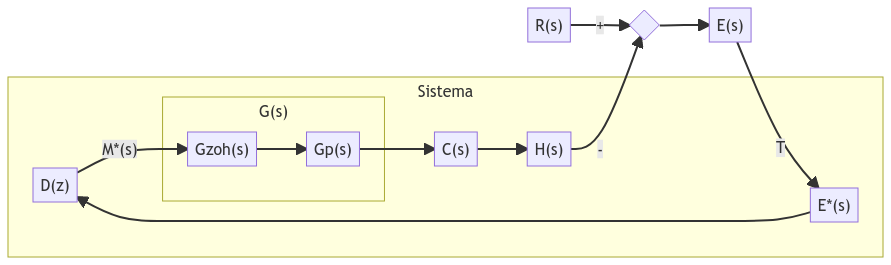 R(s)
+
E(s)
Sistema
G(s)
M*(s)
Gzoh(s)
Gp(s)
C(s)
H(s)
-
T
D(z)
E*(s)